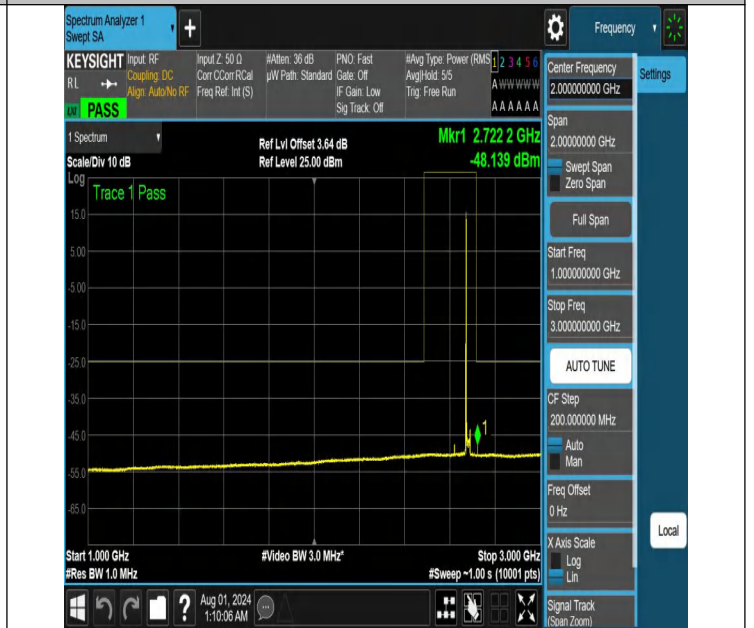 Spectrum Analyzer 1
Swept SA
Frequency
KEYSIGHT
RL
LXI
PASS
Input: RF
Coupling: DC
Align: Auto/No RF
Input Z: 50 Ω
Corr CCorr RCal
Freq Ref: Int (S)
#Atten: 36 dB
µW Path: Standard
PNO: Fast
Gate: Off
IF Gain: Low
Sig Track: Off
#Avg Type: Power (RMS
Avg|Hold: 5/5
Trig: Free Run
1 2 3 4 5 6
A W W W W W
A A A A A A
1 Spectrum
Scale/Div 10 dB
Ref Lvl Offset 3.64 dB
Ref Level 25.00 dBm
Mkr1 2.722 2 GHz
-48.139 dBm
Log
Trace 1 Pass
15.0
5.00
-5.00
-15.0
-25.0
-35.0
-45.0
-55.0
-65.0
1
Start 1.000 GHz
#Video BW 3.0 MHz*
Stop 3.000 GHz
#Res BW 1.0 MHz
#Sweep ~1.00 s (10001 pts)
Center Frequency
2.000000000 GHz
Settings
Span
2.00000000 GHz
Swept Span
Zero Span
Full Span
Start Freq
1.000000000 GHz
Stop Freq
3.000000000 GHz
AUTO TUNE
CF Step
200.000000 MHz
Auto
Man
Freq Offset
0 Hz
X Axis Scale
Log
Lin
Local
Signal Track
(Span Zoom)
?
Aug 01, 2024
1:10:06 AM